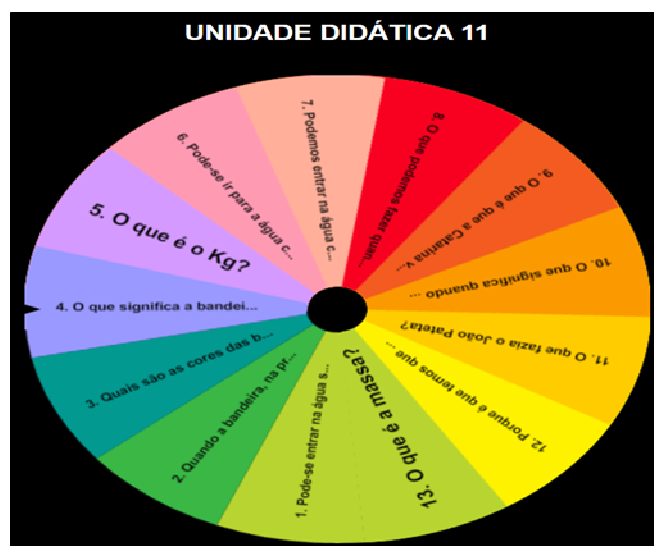 UNIDADE DIDÁTICA 11
1. Pode-se entrar na água s...
2. Quando a bandeira, na pr...
3. Quais são as cores das b...
4. O que significa a bandei...
5. O que é o Kg?
6. Pode-se ir para a água c...
7. Podemos entrar na água c...
8. O que podemos fazer quan...
9. O que é que a Catarina v...
10. O que significa quando ...
11. O que fazia o João Pateta?
12. Porque é que temos que ...
13. O que é a massa?